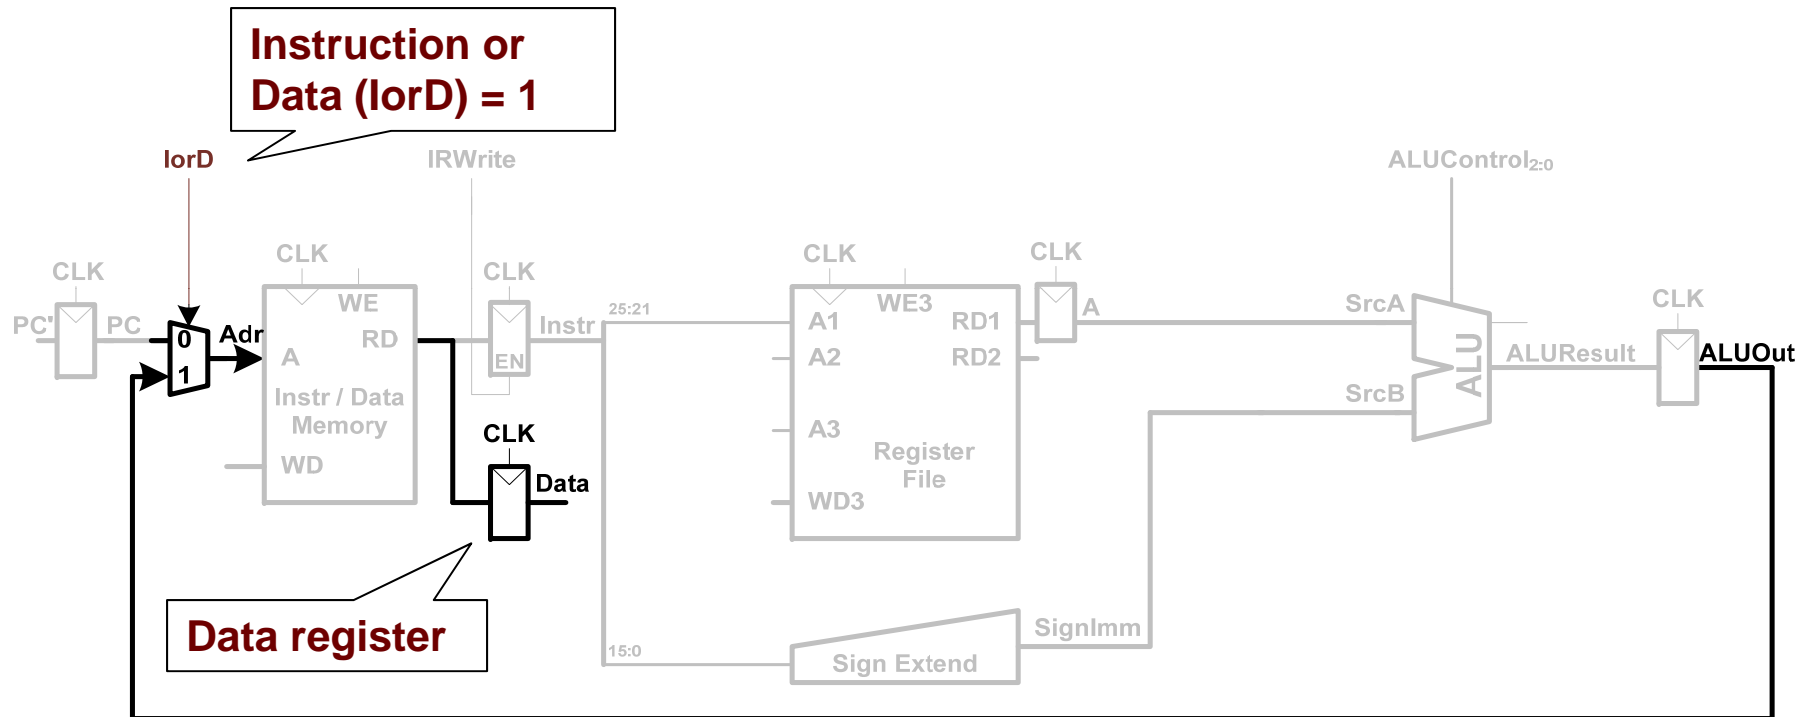 Instruction or
Data (IorD) = 1
IorD
IRWrite
ALUControl2:0
CLK
CLK
CLK
CLK
CLK
CLK
PC'
PC
0
1
Adr
WE
RD
A
Instr / Data
Memory
WD
EN
Instr
CLK
Data
25:21
15:0
WE3
A1
RD1
A2
RD2
A3
Register
File
WD3
A
SrcA
SrcB
ALU
ALUResult
ALUOut
SignImm
Sign Extend
Data register